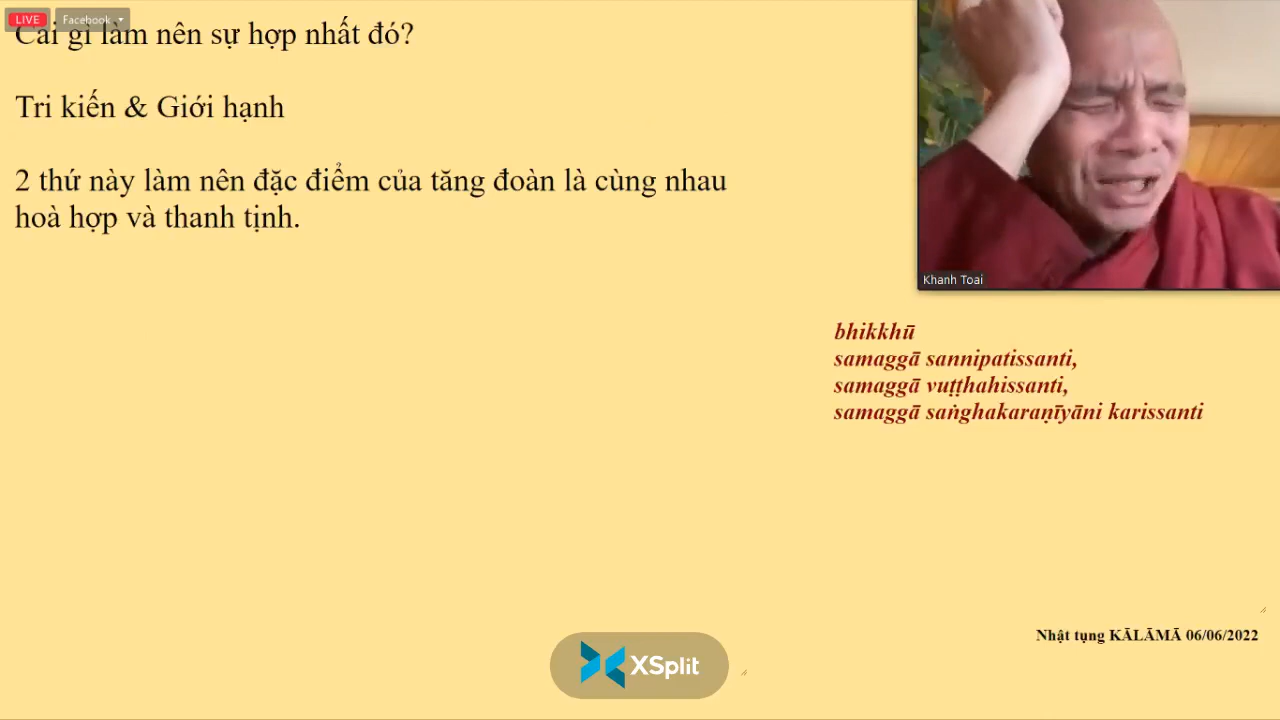 LIVE
Facebook
Cái gì làm nên sự hợp nhất đó?
Tri kiến & Giới hạnh
2 thứ này làm nên đặc điểm của tăng đoàn là cùng nhau
hoà hợp và thanh tịnh.
Khanh Toai
bhikkhū
samaggā sannipatissanti,
samaggā vuṭṭhahissanti,
samaggā saṅghakaraṇīyāni karissanti
Nhật tụng KĀLĀMĀ 06/06/2022
XSplit